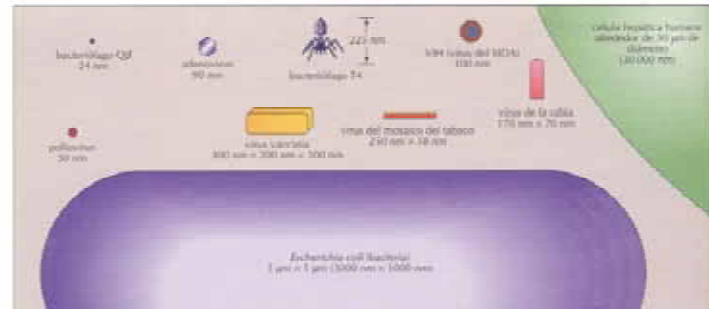 bacteriófago Qβ
24 nm
adenovirus
90 nm
225 nm
bacteriófago T4
VIH (virus del SIDA)
100 nm
célula hepática humana
alrededor de 20 µm de
diámetro
(20 000 nm)
virus de la rabia
170 nm × 70 nm
poliovirus
30 nm
virus variola
300 nm × 200 nm × 100 nm
virus del mosaico del tabaco
250 nm × 18 nm
Escherichia coli (bacteria)
3 µm × 1 µm (3000 nm × 1000 nm)